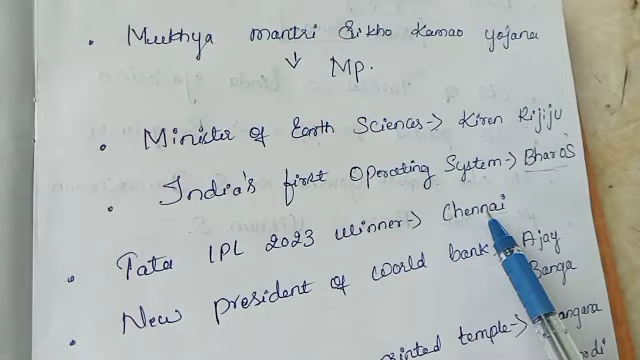 Mukhya mantri Sikho Kamao yojana
↓ Mp.
Minister of Earth Sciences → Kiren Rijiju
India's first Operating System → BharOS
Tata IPL 2023 Winner → Chennai
New president of world bank → Ajay
Banga
temple →